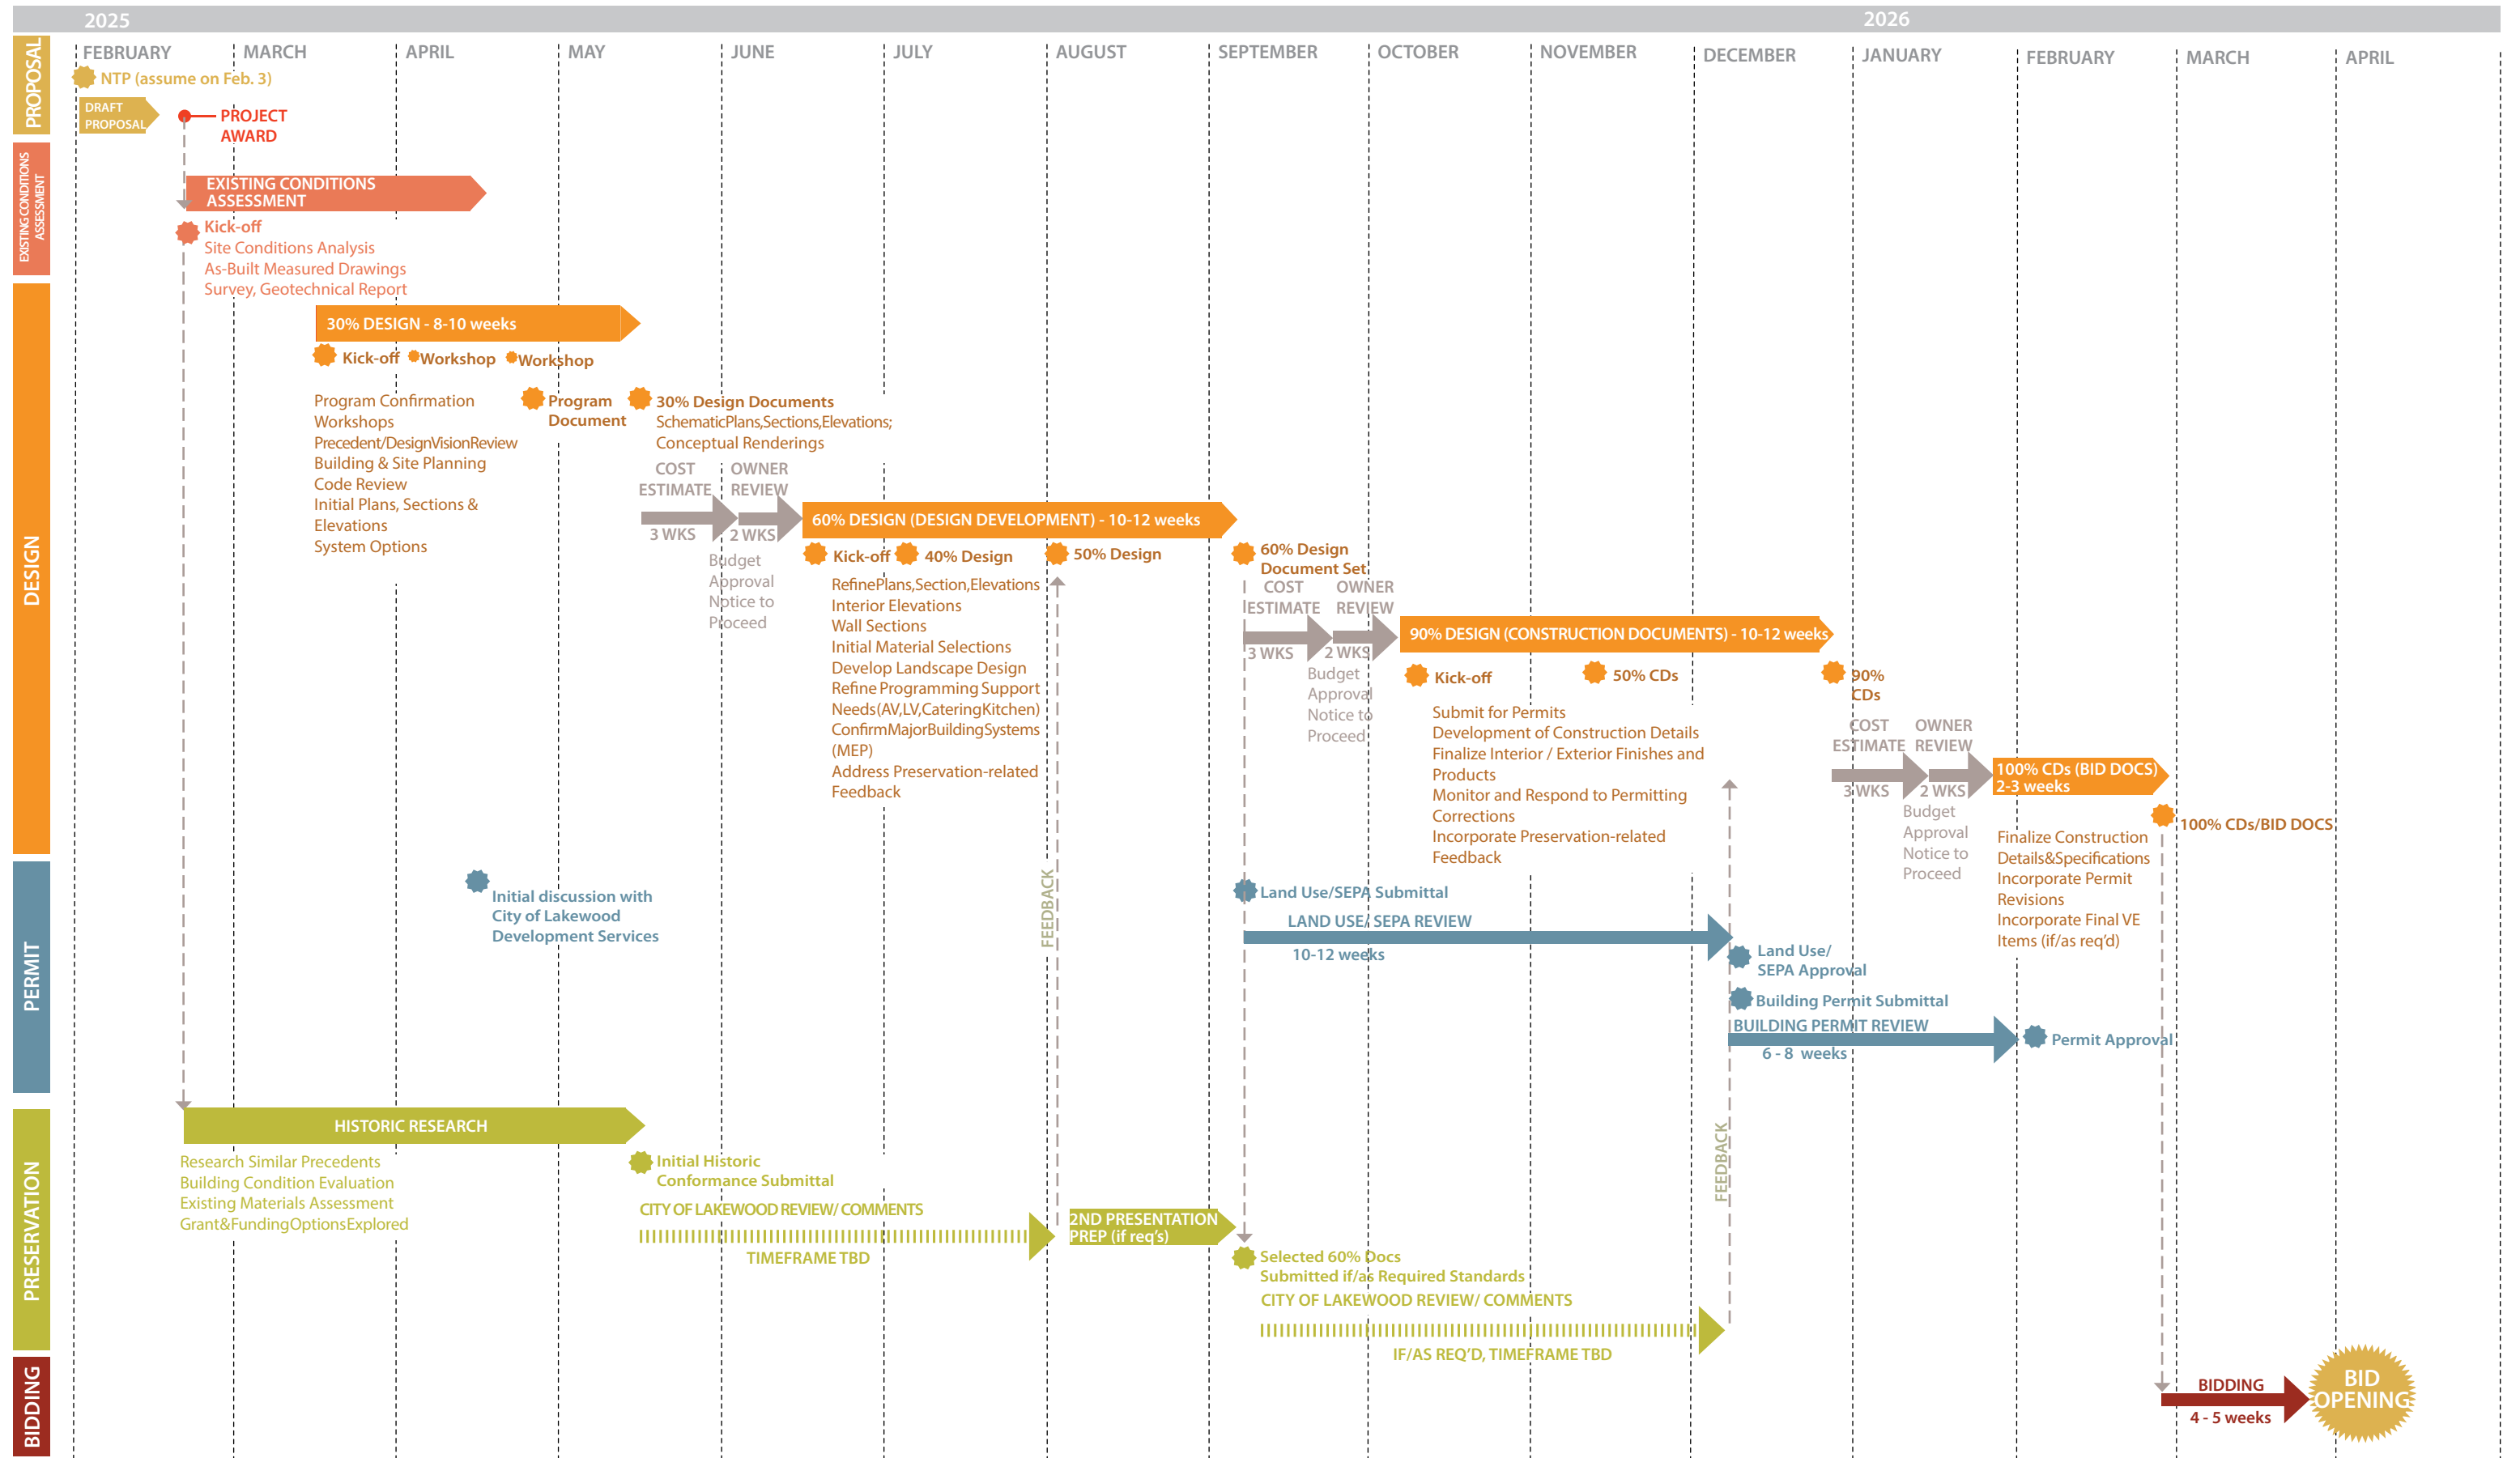 2025
2026
FEBRUARY
MARCH
APRIL
MAY
JUNE
JULY
AUGUST
SEPTEMBER
OCTOBER
NOVEMBER
DECEMBER
JANUARY
FEBRUARY
MARCH
APRIL
PROPOSAL
NTP (assume on Feb. 3)
DRAFT
PROPOSAL
PROJECT
AWARD
EXISTING CONDITIONS
ASSESSMENT
EXISTING CONDITIONS
ASSESSMENT
Kick-off
Site Conditions Analysis
As-Built Measured Drawings
Survey, Geotechnical Report
DESIGN
30% DESIGN - 8-10 weeks
Kick-off
Workshop
Workshop
Program Confirmation
Workshops
Precedent/Design Vision Review
Building & Site Planning
Code Review
Initial Plans, Sections &
Elevations
System Options
Program
Document
30% Design Documents
Schematic Plans, Sections, Elevations;
Conceptual Renderings
COST
ESTIMATE
3 WKS
OWNER
REVIEW
2 WKS
Budget
Approval
Notice to
Proceed
60% DESIGN (DESIGN DEVELOPMENT) - 10-12 weeks
Kick-off
40% Design
50% Design
Refine Plans, Section, Elevations
Interior Elevations
Wall Sections
Initial Material Selections
Develop Landscape Design
Refine Programming Support
Needs (AV, LV, Catering Kitchen)
Confirm Major Building Systems
(MEP)
Address Preservation-related
Feedback
60% Design
Document Set
COST
ESTIMATE
3 WKS
OWNER
REVIEW
2 WKS
Budget
Approval
Notice to
Proceed
90% DESIGN (CONSTRUCTION DOCUMENTS) - 10-12 weeks
Kick-off
50% CDs
90%
CDs
Submit for Permits
Development of Construction Details
Finalize Interior / Exterior Finishes and
Products
Monitor and Respond to Permitting
Corrections
Incorporate Preservation-related
Feedback
COST
ESTIMATE
3 WKS
OWNER
REVIEW
2 WKS
Budget
Approval
Notice to
Proceed
100% CDs (BID DOCS)
2-3 weeks
100% CDs/BID DOCS
Finalize Construction
Details & Specifications
Incorporate Permit
Revisions
Incorporate Final VE
Items (if/as req'd)
PERMIT
Initial discussion with
City of Lakewood
Development Services
FEEDBACK
Land Use/SEPA Submittal
LAND USE/ SEPA REVIEW
10-12 weeks
Land Use/
SEPA Approval
Building Permit Submittal
BUILDING PERMIT REVIEW
6 - 8 weeks
Permit Approval
PRESERVATION
HISTORIC RESEARCH
Research Similar Precedents
Building Condition Evaluation
Existing Materials Assessment
Grant & Funding Options Explored
Initial Historic
Conformance Submittal
CITY OF LAKEWOOD REVIEW/ COMMENTS
TIMEFRAME TBD
2ND PRESENTATION
PREP (if req's)
Selected 60% Docs
Submitted if/as Required Standards
CITY OF LAKEWOOD REVIEW/ COMMENTS
IF/AS REQ'D, TIMEFRAME TBD
FEEDBACK
BIDDING
BIDDING
4 - 5 weeks
BID
OPENING